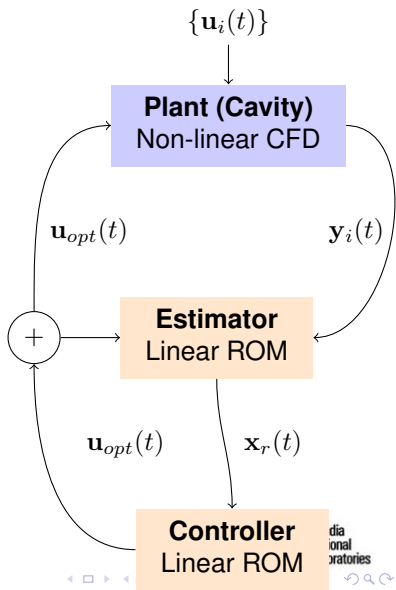 {u_i(t)}
Plant (Cavity)
Non-linear CFD
u_opt(t)
y_i(t)
+
Estimator
Linear ROM
u_opt(t)
x_r(t)
Controller
Linear ROM